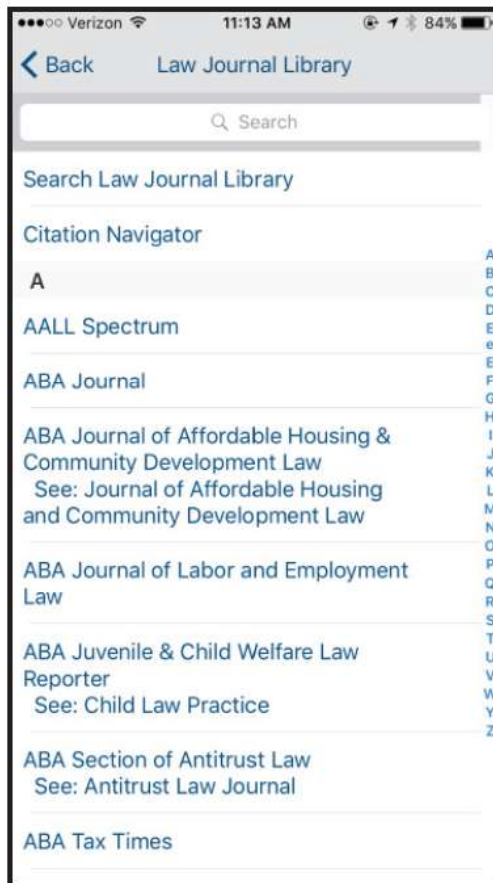 Verizon 11:13 AM 84%
Back Law Journal Library
Search
Search Law Journal Library
Citation Navigator
A
AALL Spectrum
ABA Journal
ABA Journal of Affordable Housing &
Community Development Law
See: Journal of Affordable Housing
and Community Development Law
ABA Journal of Labor and Employment
Law
ABA Juvenile & Child Welfare Law
Reporter
See: Child Law Practice
ABA Section of Antitrust Law
See: Antitrust Law Journal
ABA Tax Times
A
B
C
D
E
e
E
F
G
H
I
J
K
L
M
N
O
P
Q
R
S
T
U
V
W
Y
Z